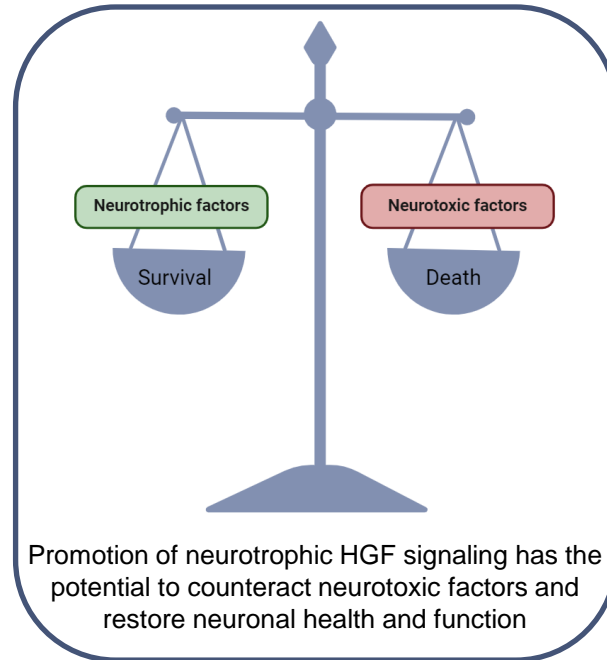 Neurotrophic factors
Neurotoxic factors
Survival
Death
Promotion of neurotrophic HGF signaling has the
potential to counteract neurotoxic factors and
restore neuronal health and function